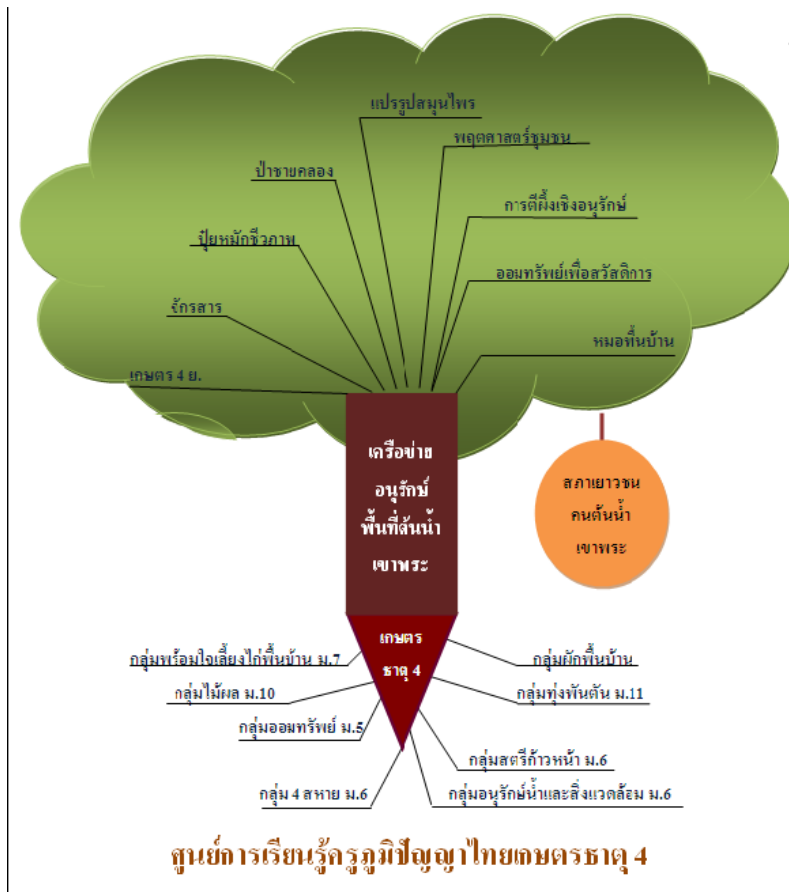 แปรรูปสมุนไพร
พฤตศาสตร์ชุมชน
ป่าชายคลอง
การตีผึ้งเชิงอนุรักษ์
ปุ๋ยหมักชีวภาพ
ออมทรัพย์เพื่อสวัสดิการ
จักรสาร
หมอพื้นบ้าน
เกษตร 4 ย.
เครือข่าย
อนุรักษ์
พื้นที่ต้นน้ำ
เขาพระ
สภาเยาวชน
คนต้นน้ำ
เขาพระ
เกษตร
ธาตุ 4
กลุ่มพร้อมใจเลี้ยงไก่พื้นบ้าน ม.7
กลุ่มผักพื้นบ้าน
กลุ่มไม้ผล ม.10
กลุ่มทุ่งพันตัน ม.11
กลุ่มออมทรัพย์ ม.5
กลุ่มสตรีก้าวหน้า ม.6
กลุ่ม 4 สหาย ม.6
กลุ่มอนุรักษ์น้ำและสิ่งแวดล้อม ม.6
ศูนย์การเรียนรู้ครูภูมิปัญญาไทยเกษตรธาตุ 4